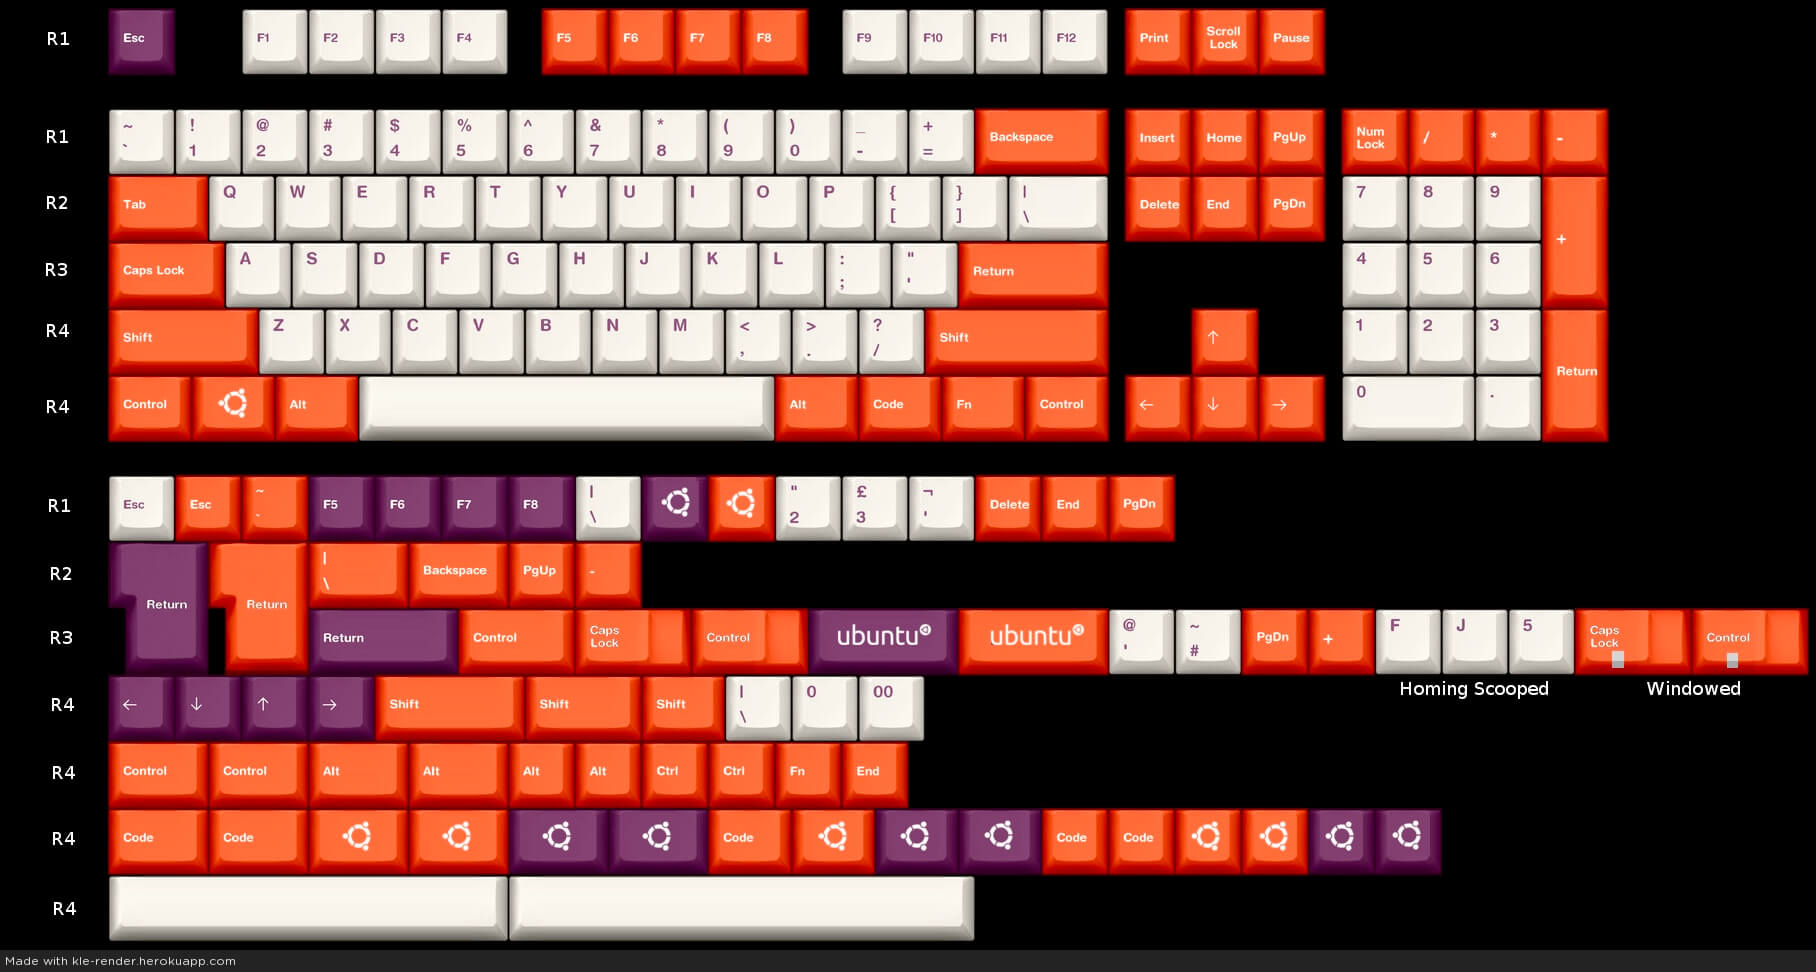 R1 Esc F1 F2 F3 F4 F5 F6 F7 F8 F9 F10 F11 F12 Print Scroll Lock Pause
R1 ~ ` ! 1 @ 2 # 3 $ 4 % 5 ^ 6 & 7 * 8 ( 9 ) 0 _ - + = Backspace Insert Home PgUp Num Lock / * -
R2 Tab Q W E R T Y U I O P { [ } ] | \ Delete End PgDn 7 8 9 +
R3 Caps Lock A S D F G H J K L : ; " ' Return 4 5 6
R4 Shift Z X C V B N M < , > . ? / Shift ↑ 1 2 3 Return
R4 Control Alt Alt Code Fn Control ← ↓ → 0 .
R1 Esc Esc ~ ` F5 F6 F7 F8 | \ " 2 £ 3 ¬ ' Delete End PgDn
R2 Return Return | \ Backspace PgUp -
R3 Return Control Caps Lock Control ubuntu ubuntu @ ' ~ # PgDn + F J 5 Caps Lock Control
Homing Scooped Windowed
R4 ← ↓ ↑ → Shift Shift Shift | \ 0 00
R4 Control Control Alt Alt Alt Alt Ctrl Ctrl Fn End
R4 Code Code Code Code Code
R4
Made with kle-render.herokuapp.com